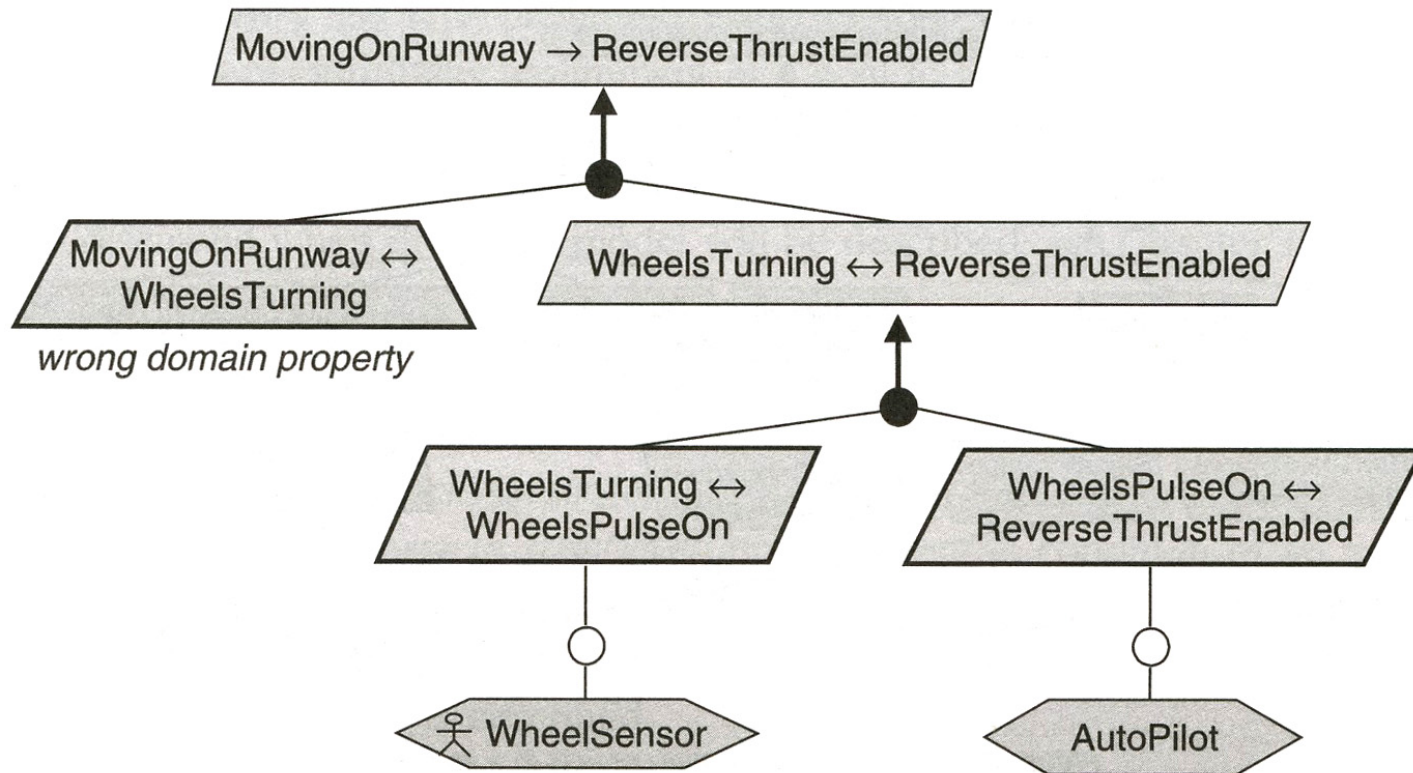 MovingOnRunway → ReverseThrustEnabled
MovingOnRunway ↔
WheelsTurning
wrong domain property
WheelsTurning ↔ ReverseThrustEnabled
WheelsTurning ↔
WheelsPulseOn
WheelsPulseOn ↔
ReverseThrustEnabled
WheelSensor
AutoPilot